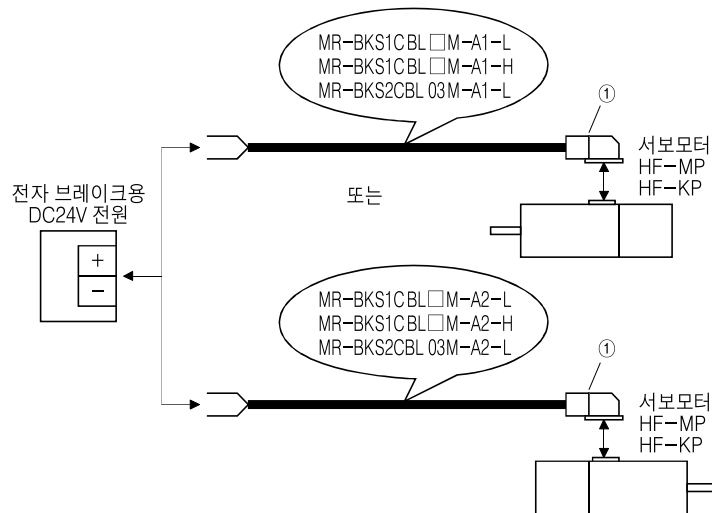 MR-BKS1CBL□M-A1-L
MR-BKS1CBL□M-A1-H
MR-BKS2CBL 03M-A1-L
①
서보모터
HF-MP
HF-KP
전자 브레이크용
DC24V 전원
또는
+
-
MR-BKS1CBL□M-A2-L
MR-BKS1CBL□M-A2-H
MR-BKS2CBL 03M-A2-L
①
서보모터
HF-MP
HF-KP